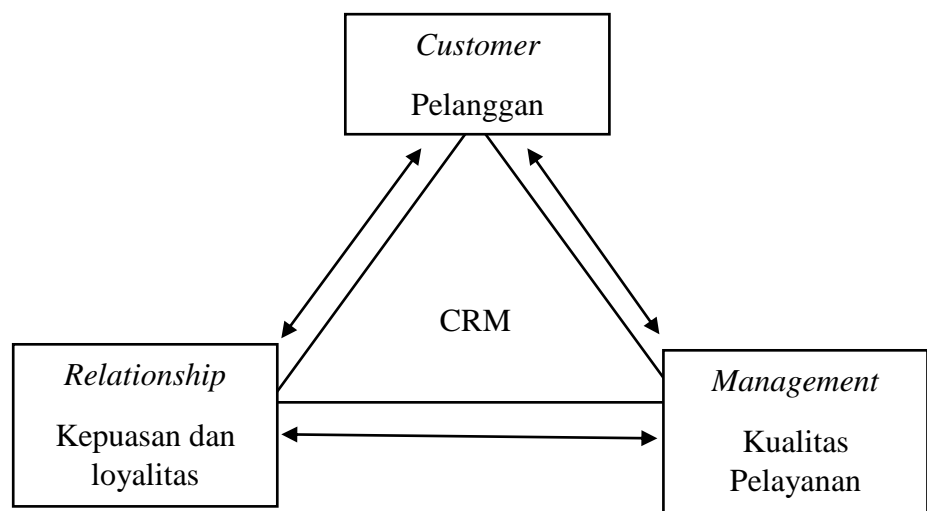 Customer
Pelanggan
CRM
Relationship
Kepuasan dan
loyalitas
Management
Kualitas
Pelayanan